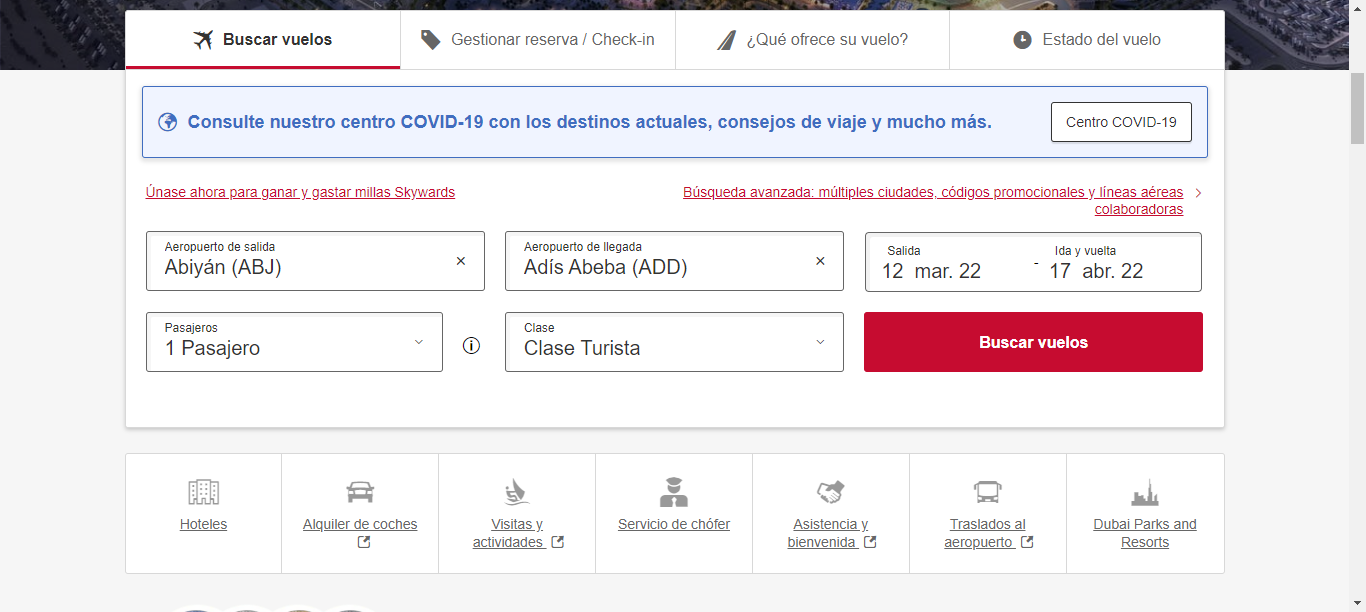 Buscar vuelos
Gestionar reserva / Check-in
¿Qué ofrece su vuelo?
Estado del vuelo
Consulte nuestro centro COVID-19 con los destinos actuales, consejos de viaje y mucho más.
Centro COVID-19
Únase ahora para ganar y gastar millas Skywards
Búsqueda avanzada: múltiples ciudades, códigos promocionales y líneas aéreas
colaboradoras
Aeropuerto de salida
Abiyán (ABJ)
Aeropuerto de llegada
Adís Abeba (ADD)
Salida
12 mar. 22
-
Ida y vuelta
17 abr. 22
Pasajeros
1 Pasajero
Clase
Clase Turista
Buscar vuelos
Hoteles
Alquiler de coches
Visitas y
actividades
Servicio de chófer
Asistencia y
bienvenida
Traslados al
aeropuerto
Dubai Parks and
Resorts